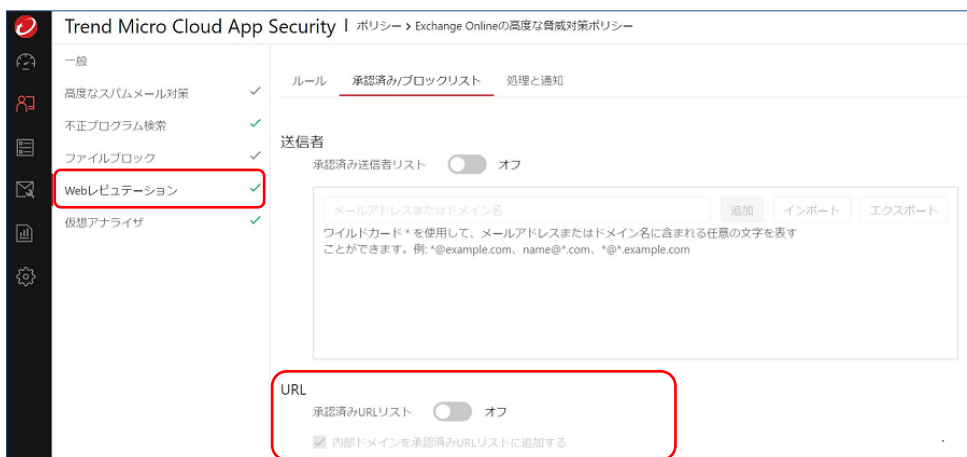 Trend Micro Cloud App Security | ポリシー > Exchange Onlineの高度な脅威対策ポリシー
一般
高度なスパムメール対策
不正プログラム検索
ファイルブロック
Webレピュテーション
仮想アナライザ
ルール 承認済み/ブロックリスト 処理と通知
送信者
承認済み送信者リスト オフ
メールアドレスまたはドメイン名 追加 インポート エクスポート
ワイルドカード * を使用して、メールアドレスまたはドメイン名に含まれる任意の文字を表す
ことができます。例: *@example.com、name@*.com、*@*.example.com
URL
承認済みURLリスト オフ
内部ドメインを承認済みURLリストに追加する